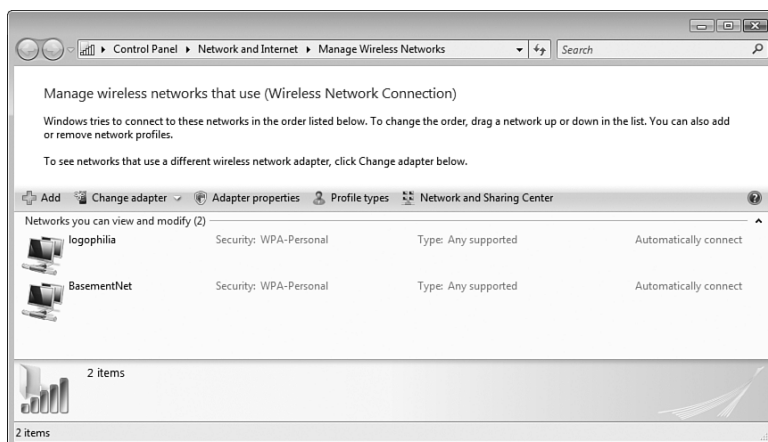 Control Panel Network and Internet Manage Wireless Networks Search
Manage wireless networks that use (Wireless Network Connection)
Windows tries to connect to these networks in the order listed below. To change the order, drag a network up or down in the list. You can also add
or remove network profiles.
To see networks that use a different wireless network adapter, click Change adapter below.
Add Change adapter Adapter properties Profile types Network and Sharing Center
Networks you can view and modify (2)
logophilia Security: WPA-Personal Type: Any supported Automatically connect
BasementNet Security: WPA-Personal Type: Any supported Automatically connect
2 items
2 items